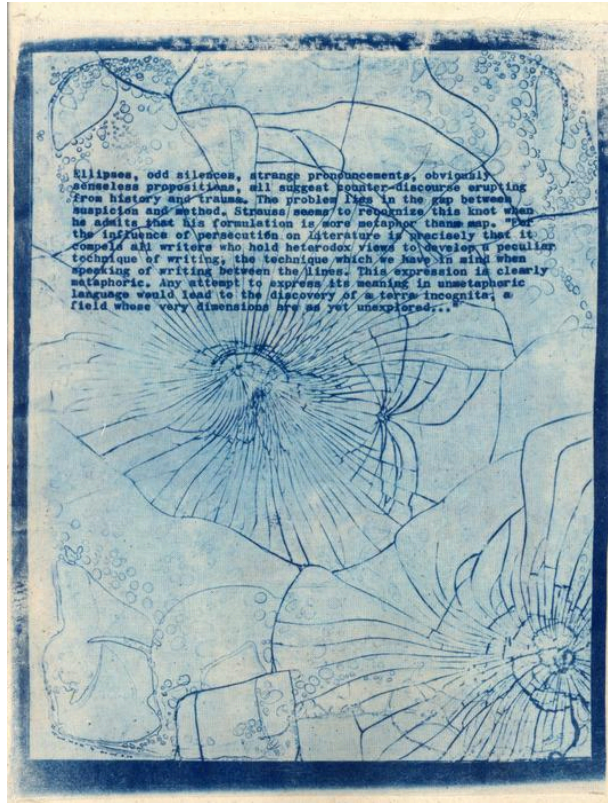 Ellipses, odd silences, strange pronouncements, obviously
senseless propositions, all suggest counter-discourse erupting
from history and trauma. The problem lies in the gap between
suspicion and method. Strauss seems to recognize this knot when
he admits that his formulation is more metaphor thans map. "For
the influence of persecution on literature is precisely that it
compels all writers who hold heterodox views to develop a peculiar
technique of writing, the technique which we have in mind when
speaking of writing between the lines. This expression is clearly
metaphoric. Any attempt to express its meaning in unmetaphoric
language would lead to the discovery of a terra incognita, a
field whose very dimensions are as yet unexplored..."